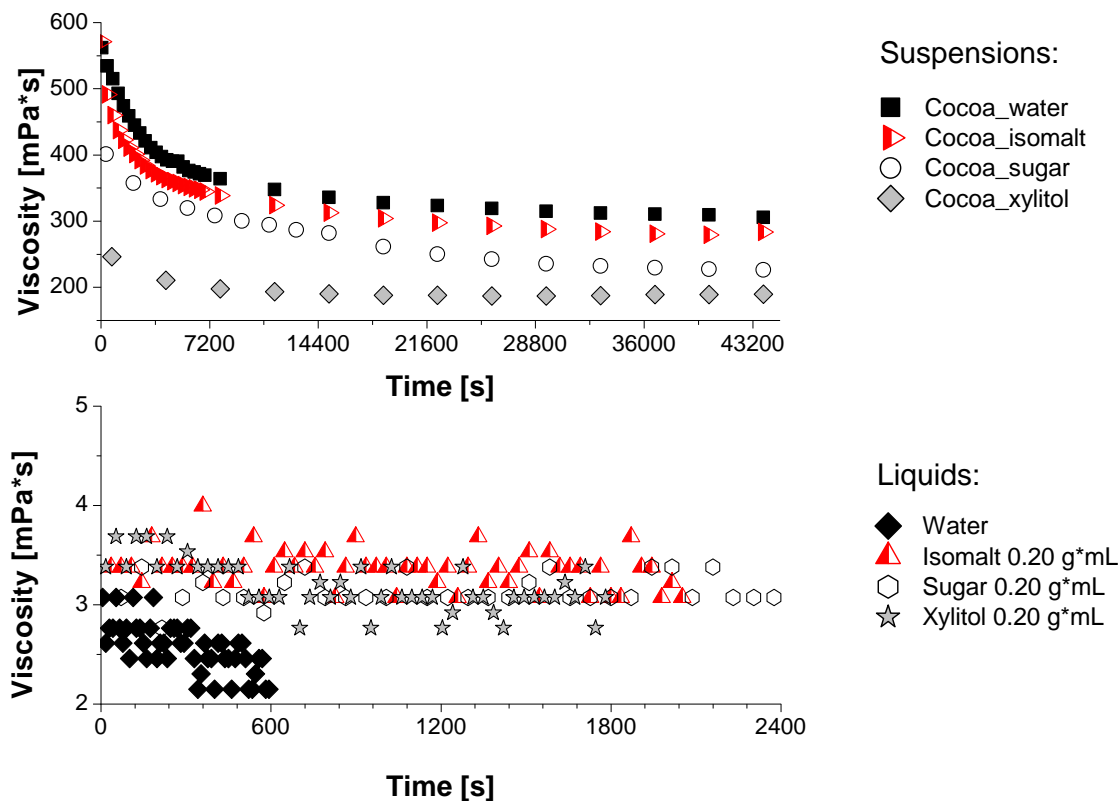 600
500
400
300
200
Viscosity [mPa*s]
0 7200 14400 21600 28800 36000 43200
Time [s]
Suspensions:
Cocoa_water
Cocoa_isomalt
Cocoa_sugar
Cocoa_xylitol
5
4
3
2
Viscosity [mPa*s]
0 600 1200 1800 2400
Time [s]
Liquids:
Water
Isomalt 0.20 g*mL
Sugar 0.20 g*mL
Xylitol 0.20 g*mL